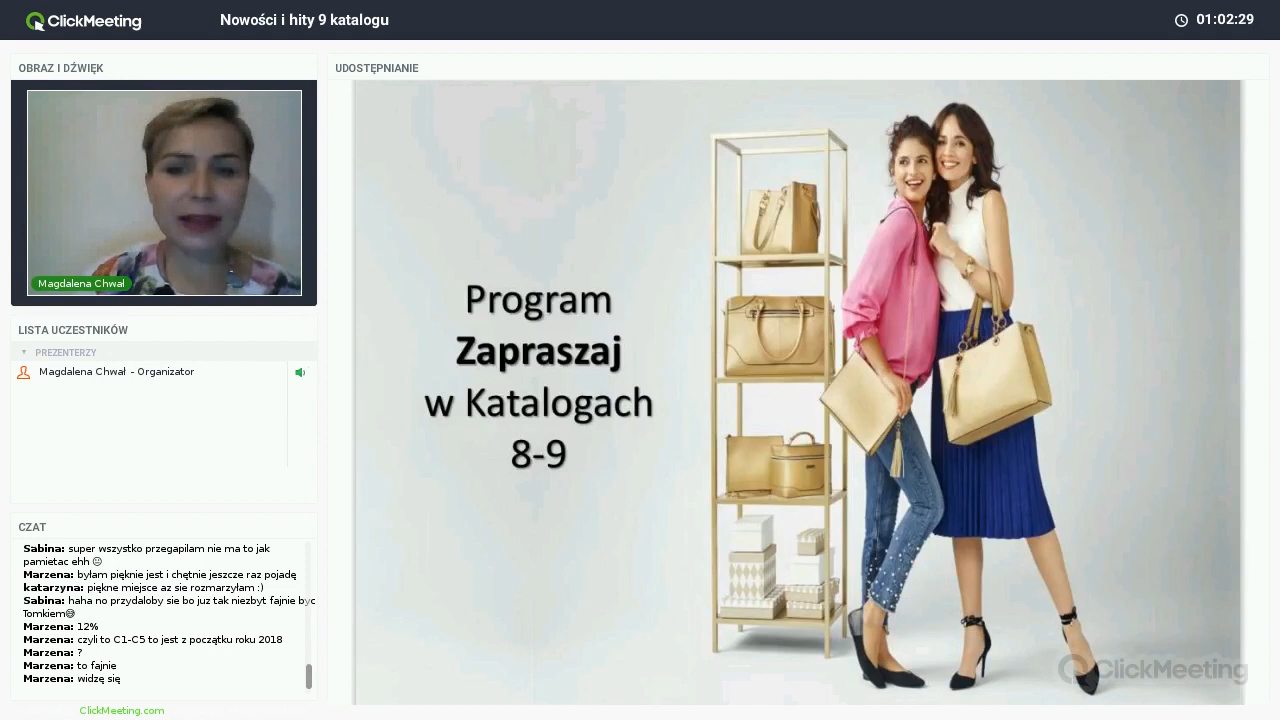 ClickMeeting
Nowości i hity 9 katalogu
01:02:29
OBRAZ I DŹWIĘK
Magdalena Chwał
LISTA UCZESTNIKÓW
PREZENTERZY
Magdalena Chwał - Organizator
CZAT
Sabina: super wszystko przegapilam nie ma to jak
pamietac ehh
Marzena: byłam pięknie jest i chętnie jeszcze raz pojadę
katarzyna: piękne miejsce az sie rozmarzyłam :)
Sabina: haha no przydaloby sie bo juz tak niezbyt fajnie byc
Tomkiem
Marzena: 12%
Marzena: czyli to C1-C5 to jest z początku roku 2018
Marzena: ?
Marzena: to fajnie
Marzena: widzę się
ClickMeeting.com
UDOSTĘPNIANIE
Program
Zapraszaj
w Katalogach
8-9
ClickMeeting